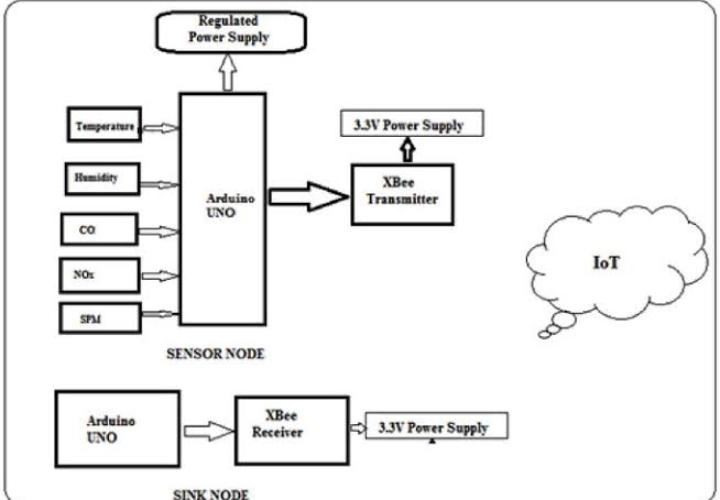 Regulated
Power Supply
Temperature
3.3V Power Supply
Humidity
Arduino
UNO
XBee
Transmitter
CO
NOx
SPM
IoT
SENSOR NODE
Arduino
UNO
XBee
Receiver
3.3V Power Supply
SINK NODE